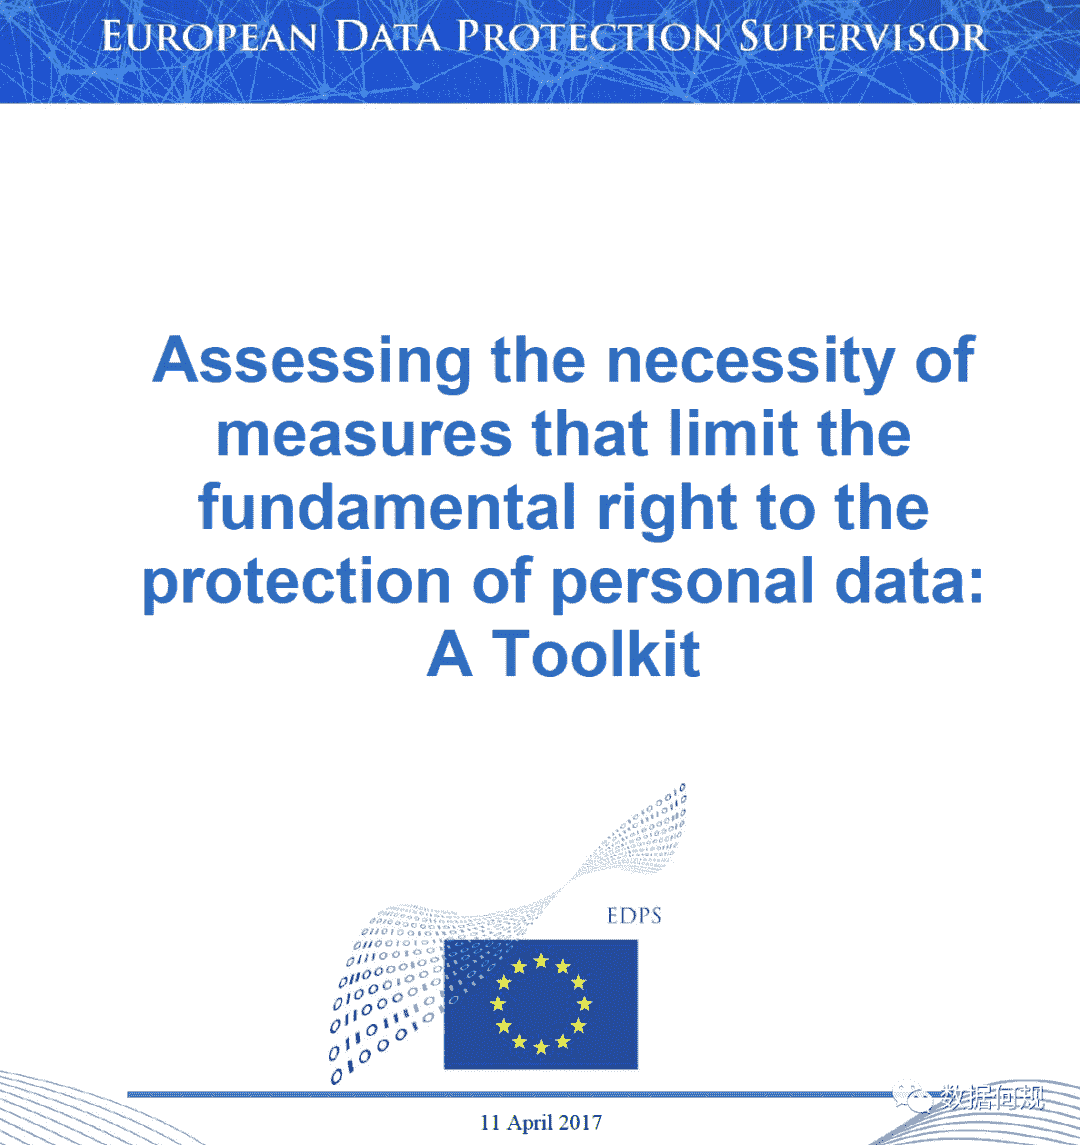 EUROPEAN DATA PROTECTION SUPERVISOR
Assessing the necessity of
measures that limit the
fundamental right to the
protection of personal data:
A Toolkit
EDPS
数据何规
11 April 2017